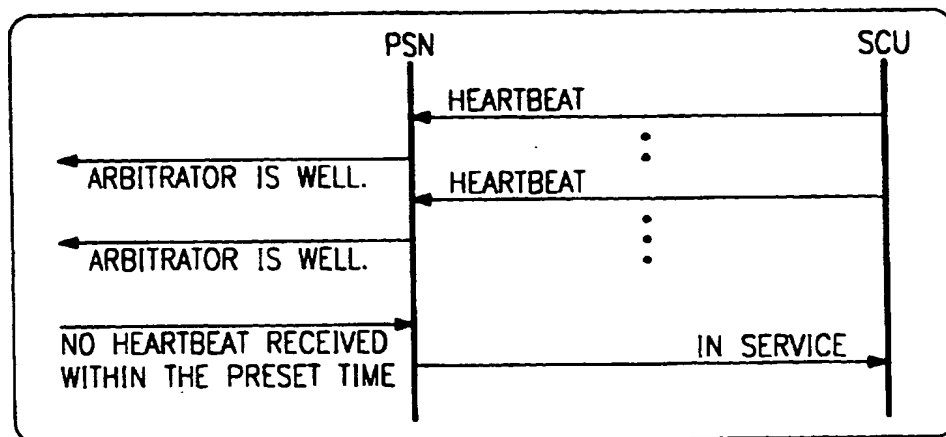 PSN SCU
HEARTBEAT
ARBITRATOR IS WELL.
HEARTBEAT
ARBITRATOR IS WELL.
NO HEARTBEAT RECEIVED
WITHIN THE PRESET TIME
IN SERVICE